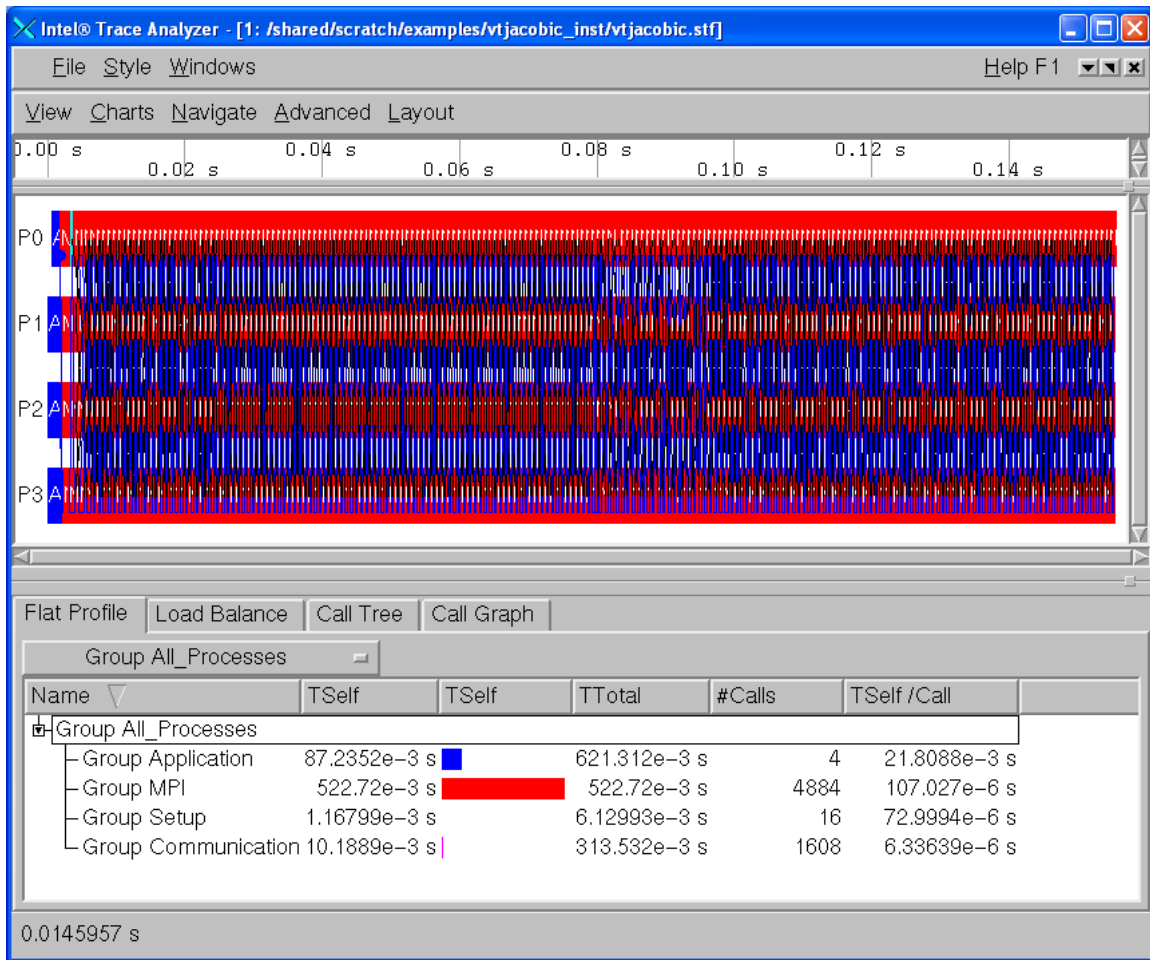 Intel® Trace Analyzer - [1: /shared/scratch/examples/vtjacobic_inst/vtjacobic.stf]
File Style Windows Help F1
View Charts Navigate Advanced Layout
0.00 s 0.04 s 0.08 s 0.12 s
0.02 s 0.06 s 0.10 s 0.14 s
P0 A
P1 A
P2 A
P3 A
Flat Profile Load Balance Call Tree Call Graph
Group All_Processes
Name TSelf TSelf TTotal #Calls TSelf /Call
Group All_Processes
Group Application 87.2352e-3 s 621.312e-3 s 4 21.8088e-3 s
Group MPI 522.72e-3 s 522.72e-3 s 4884 107.027e-6 s
Group Setup 1.16799e-3 s 6.12993e-3 s 16 72.9994e-6 s
Group Communication 10.1889e-3 s 313.532e-3 s 1608 6.33639e-6 s
0.0145957 s